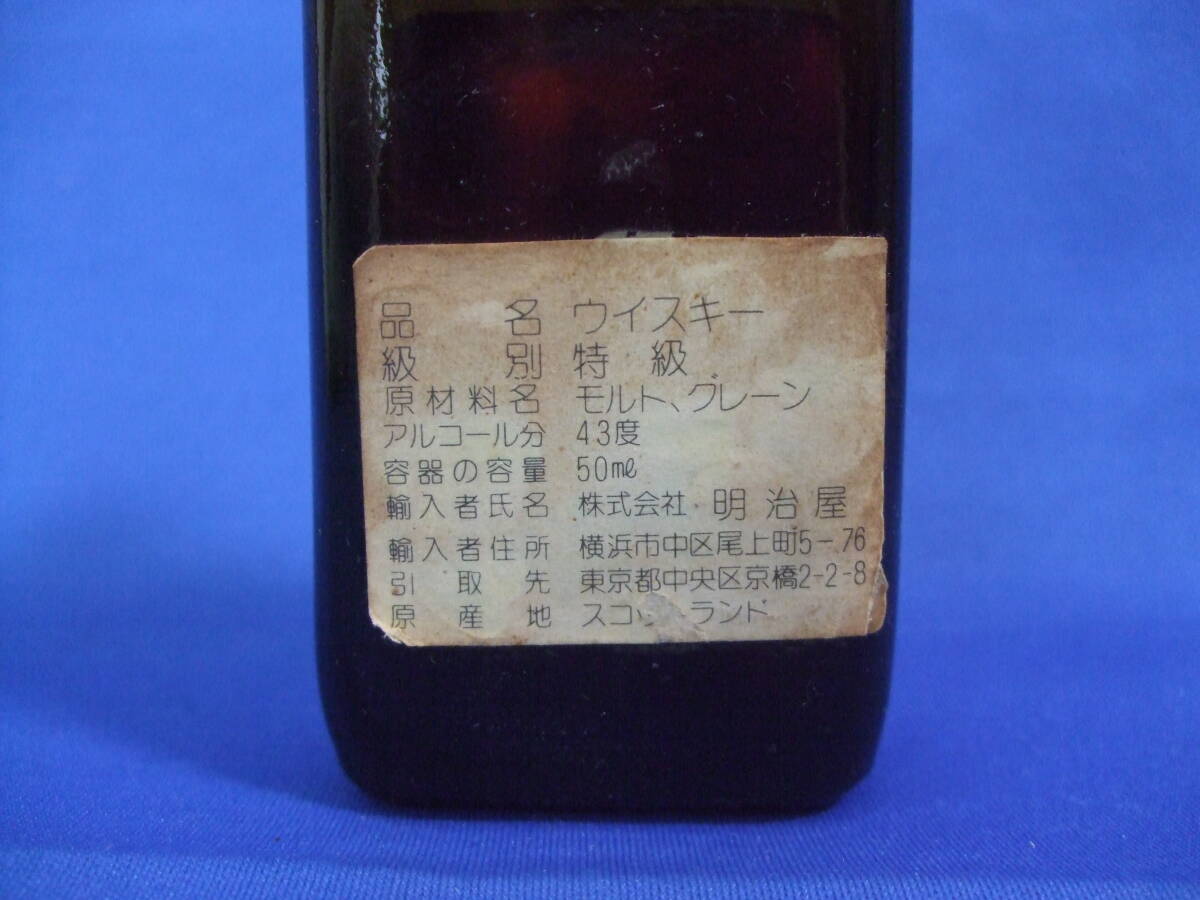 品名 ウイスキー
級別 特級
原材料名 モルト、グレーン
アルコール分 43度
容器の容量 50㎖
輸入者氏名 株式会社 明治屋
輸入者住所 横浜市中区尾上町5-76
引取先 東京都中央区京橋2-2-8
原産地 スコットランド